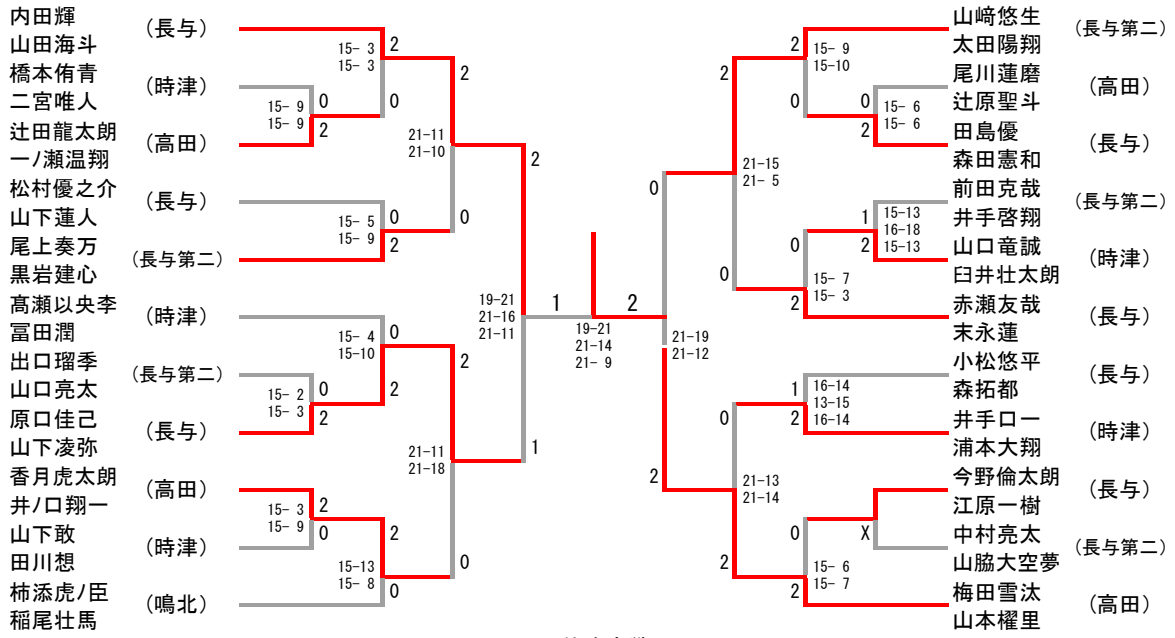 内田輝
山田海斗
(長与)
橋本侑青
二宮唯人
(時津)
辻田龍太朗
一ノ瀬温翔
(高田)
松村優之介
山下蓮人
(長与)
尾上奏万
黒岩建心
(長与第二)
髙瀬以央李
冨田潤
(時津)
出口瑠季
山口亮太
(長与第二)
原口佳己
山下凌弥
(長与)
香月虎太朗
井ノ口翔一
(高田)
山下敢
田川想
(時津)
柿添虎ノ臣
稲尾壮馬
(鳴北)
15- 3
15- 3
2
0
15- 9
15- 9
0
2
21-11
21-10
2
0
15- 5
15- 9
0
2
19-21
21-16
21-11
2
1
15- 4
15-10
0
2
15- 2
15- 3
0
2
21-11
21-18
2
0
15- 3
15- 9
2
0
15-13
15- 8
2
0
1
2
19-21
21-14
21- 9
山﨑悠生
太田陽翔
(長与第二)
尾川蓮磨
辻原聖斗
(高田)
田島優
森田憲和
(長与)
前田克哉
井手啓翔
(長与第二)
山口竜誠
臼井壮太朗
(時津)
赤瀬友哉
末永蓮
(長与)
小松悠平
森拓都
(長与)
井手口一
浦本大翔
(時津)
今野倫太朗
江原一樹
(長与)
中村亮太
山脇大空夢
(長与第二)
梅田雪汰
山本櫂里
(高田)
2
0
15- 9
15-10
0
2
15- 6
15- 6
2
0
21-15
21- 5
1
2
15-13
16-18
15-13
0
2
15- 7
15- 3
0
2
21-19
21-12
1
2
16-14
13-15
16-14
0
2
21-13
21-14
X
0
2
15- 6
15- 7